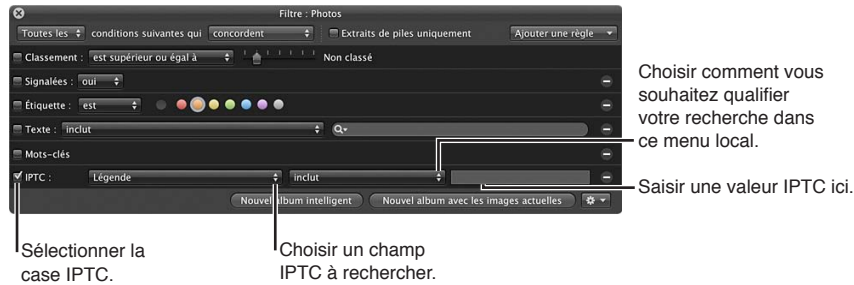 Filtre : Photos
Toutes les conditions suivantes qui concordent Extraits de piles uniquement Ajouter une règle
Classement : est supérieur ou égal à Non classé
Signalées : oui
Étiquette : est
Texte : inclut
Mots-clés
IPTC : Légende inclut
Nouvel album intelligent Nouvel album avec les images actuelles
Choisir comment vous
souhaitez qualifier
votre recherche dans
ce menu local.
Saisir une valeur IPTC ici.
Sélectionner la
case IPTC.
Choisir un champ
IPTC à rechercher.